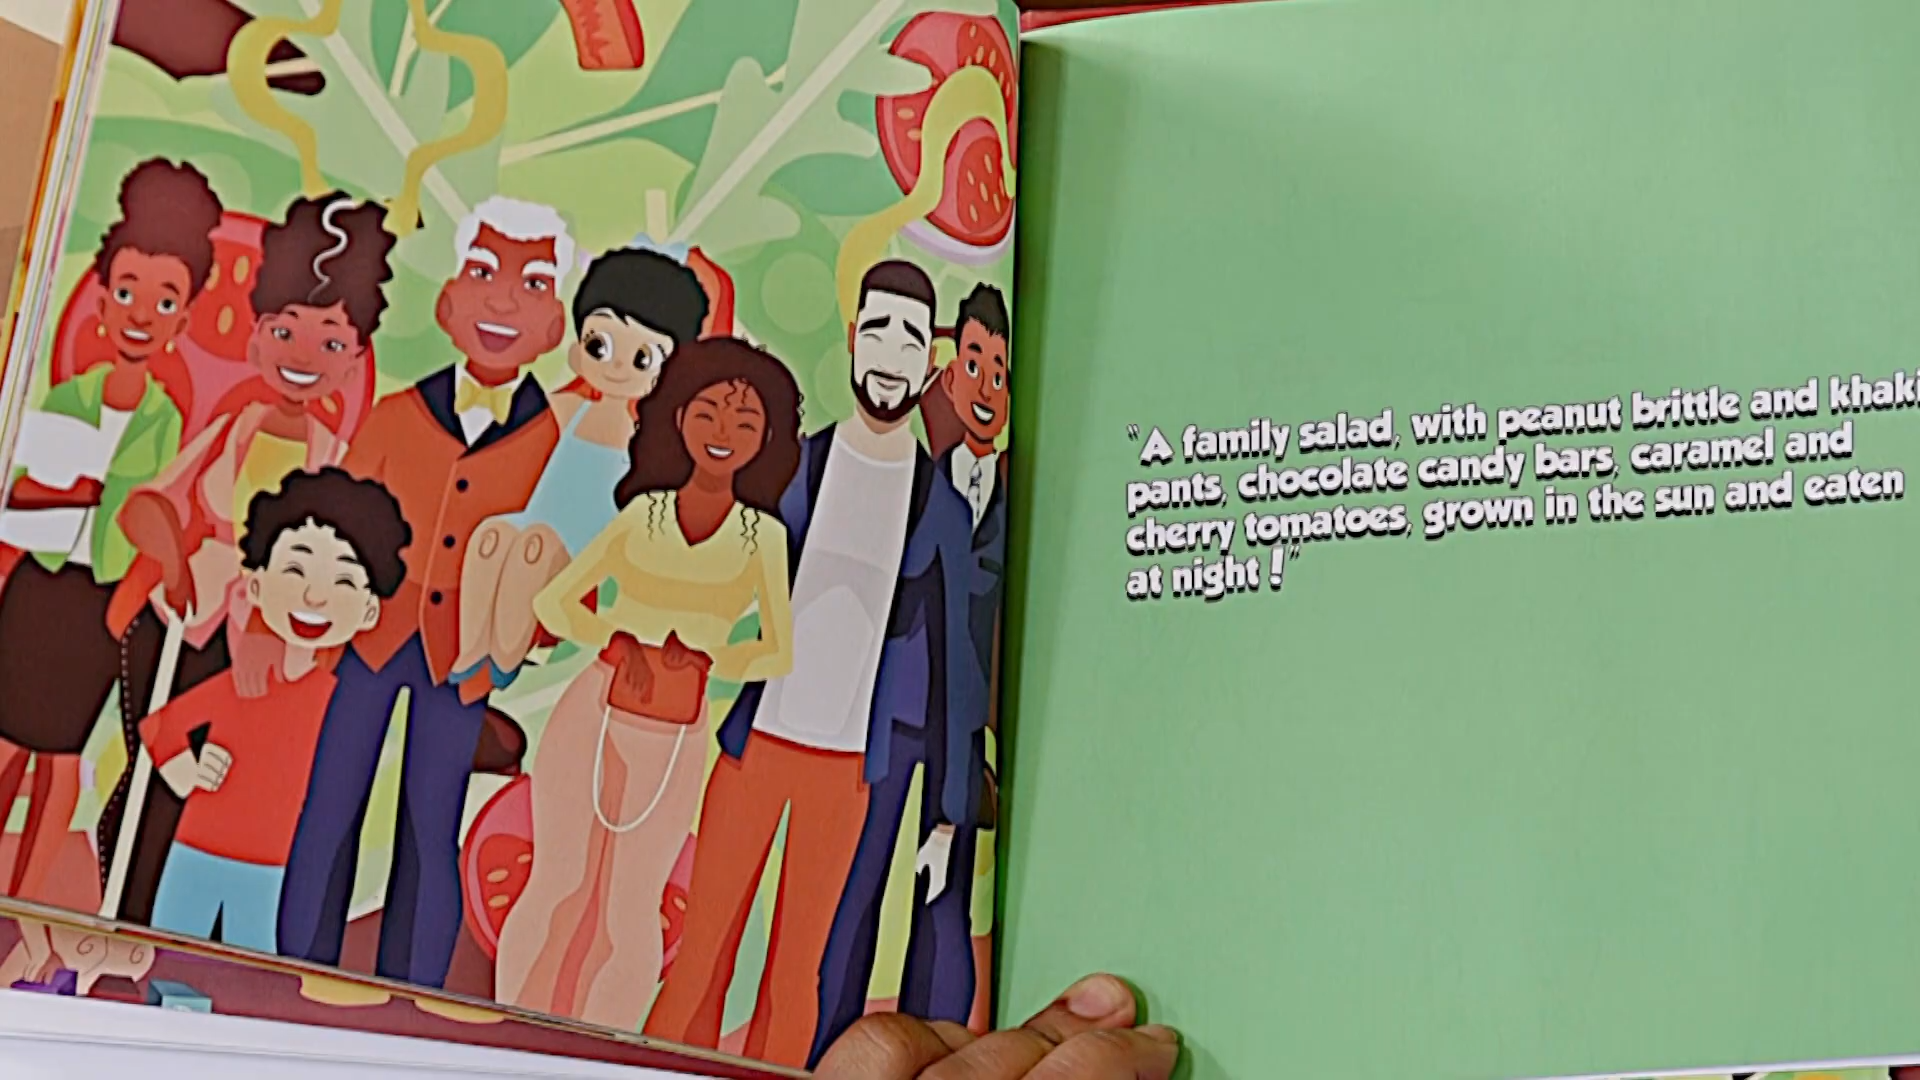 “A family salad, with peanut brittle and khaki
pants, chocolate candy bars, caramel and
cherry tomatoes, grown in the sun and eaten
at night!”